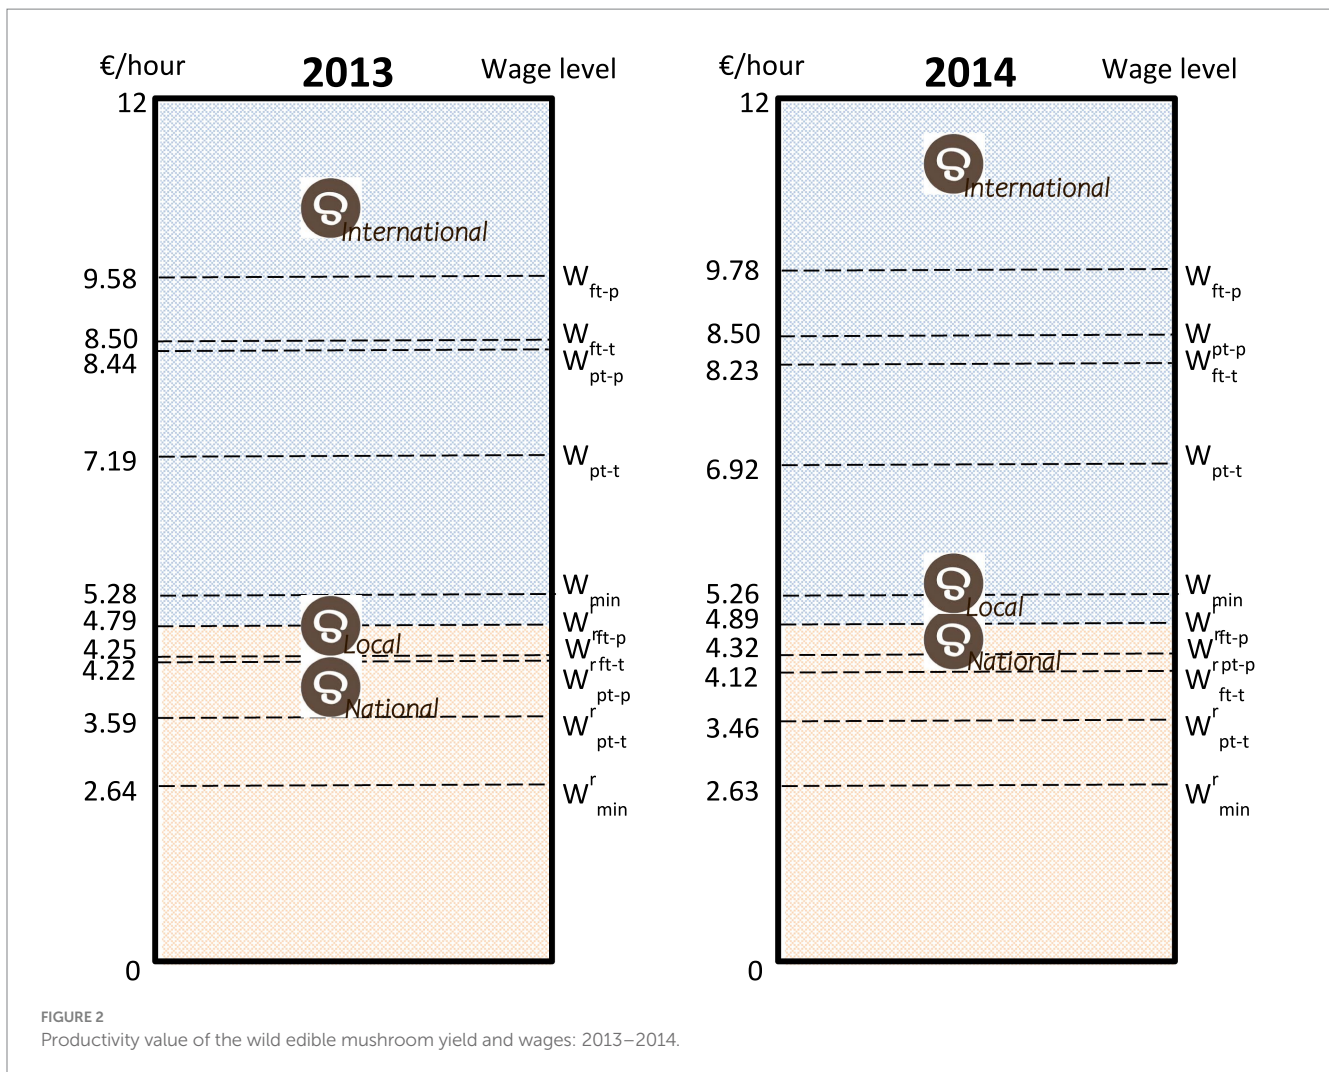 €/hour 2013 Wage level
12
International
9.58 W ft-p
8.50 W ft-t
8.44 W pt-p
7.19 W pt-t
5.28 W min
4.79 W r ft-p
Local
4.25 W r ft-t
4.22 W r pt-p
National
3.59 W r pt-t
2.64 W r min
0
€/hour 2014 Wage level
12
International
9.78 W ft-p
8.50 W pt-p
8.23 W ft-t
6.92 W pt-t
5.26 W min
Local
4.89 W r ft-p
4.32 W r pt-p
National
4.12 W r ft-t
3.46 W r pt-t
2.63 W r min
0
FIGURE 2
Productivity value of the wild edible mushroom yield and wages: 2013–2014.